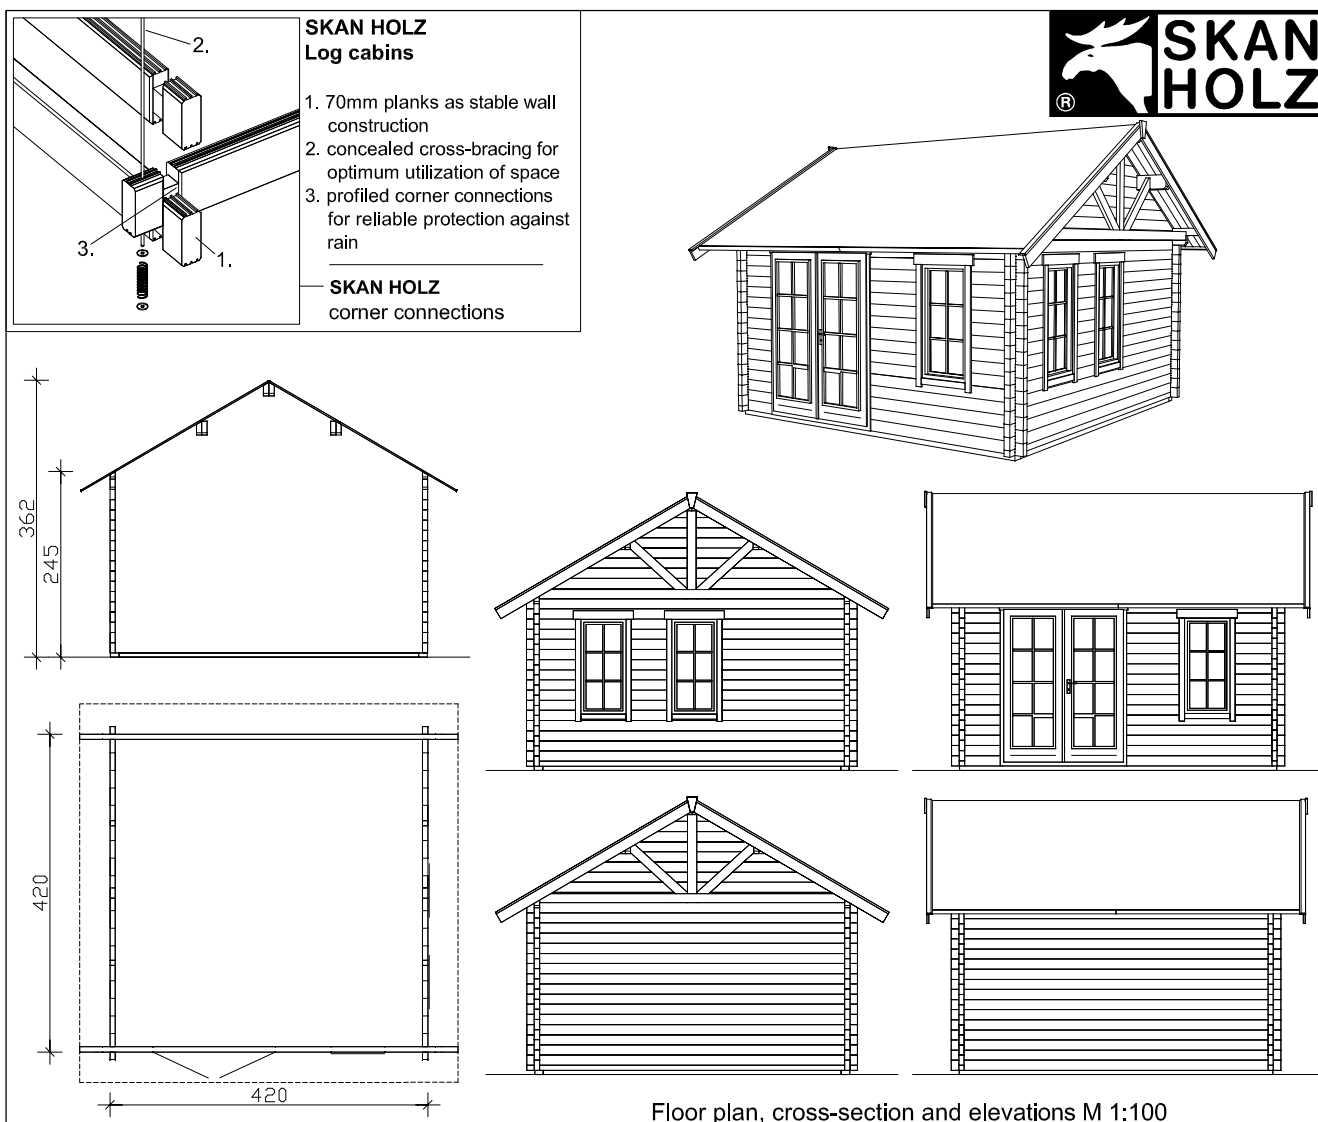 SKAN HOLZ
Log cabins
1. 70mm planks as stable wall
construction
2. concealed cross-bracing for
optimum utilization of space
3. profiled corner connections
for reliable protection against
rain
SKAN HOLZ
corner connections
2.
3.
1.
SKAN
HOLZ
®
362
245
420
420
Floor plan, cross-section and elevations M 1:100